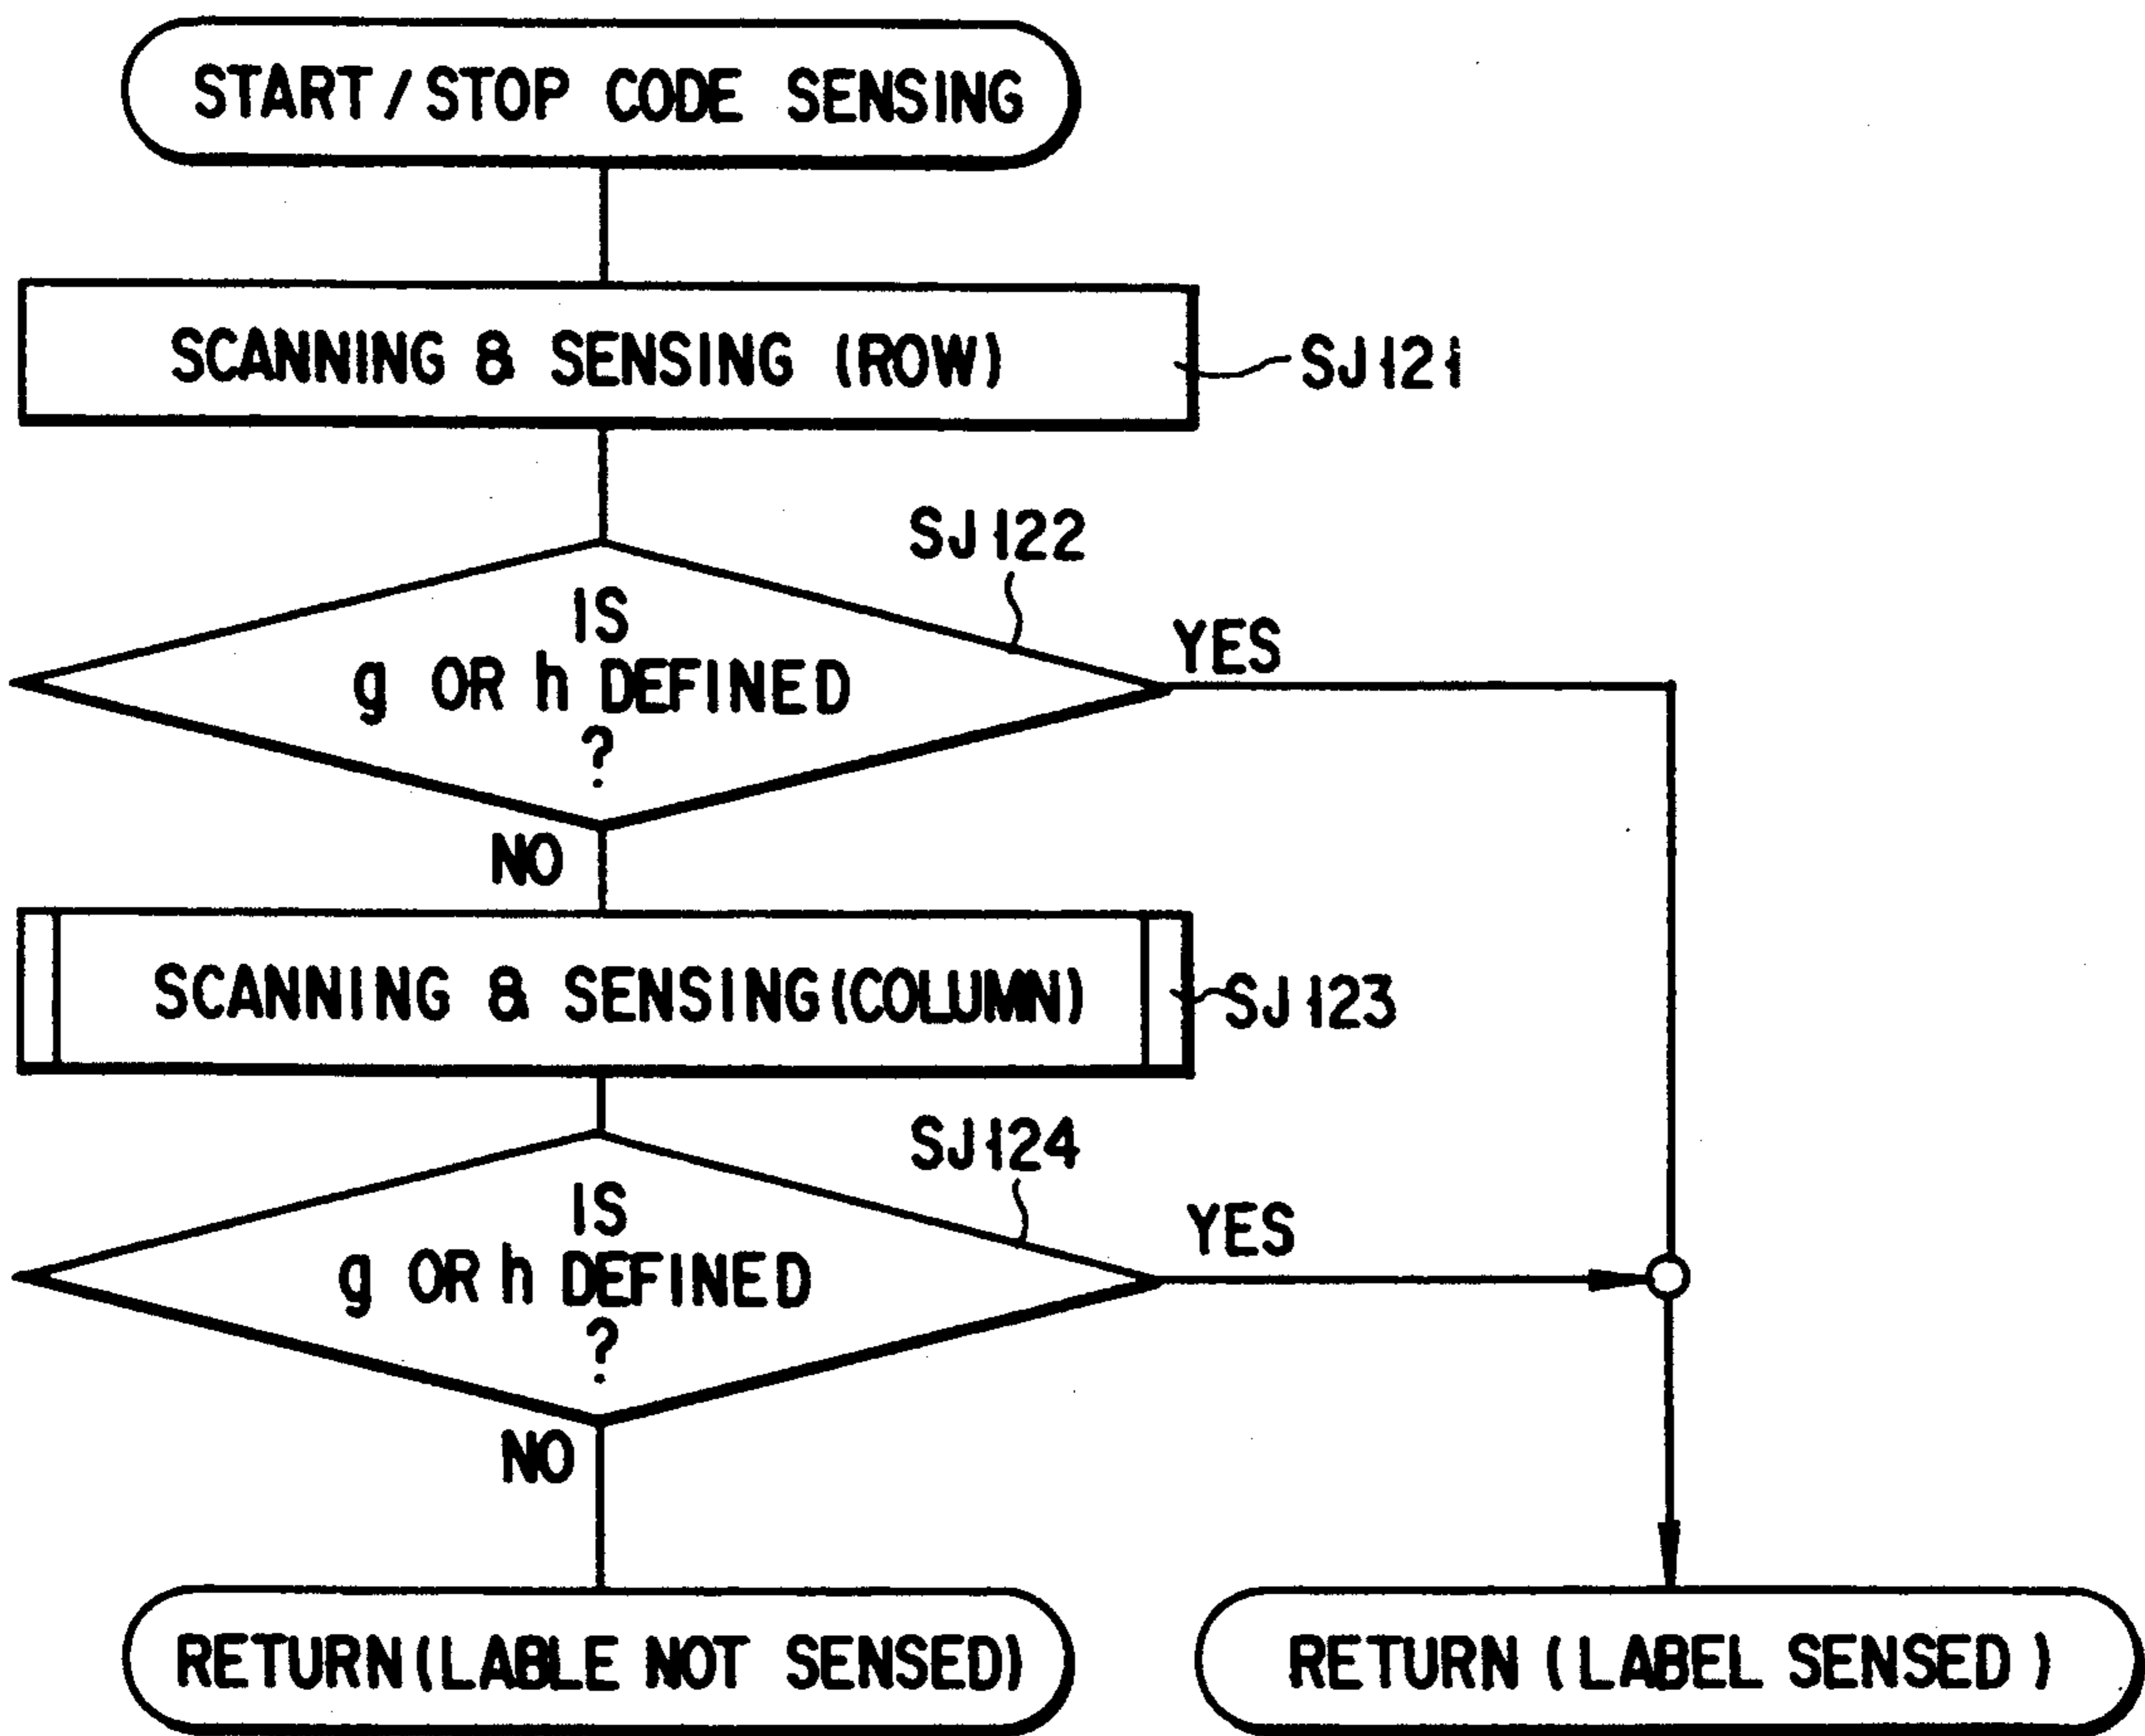 START/STOP CODE SENSING
SCANNING & SENSING (ROW)
SJ121
SJ122
IS
g OR h DEFINED
?
YES
NO
SCANNING & SENSING(COLUMN)
SJ123
SJ124
IS
g OR h DEFINED
?
YES
NO
RETURN(LABLE NOT SENSED)
RETURN (LABEL SENSED)